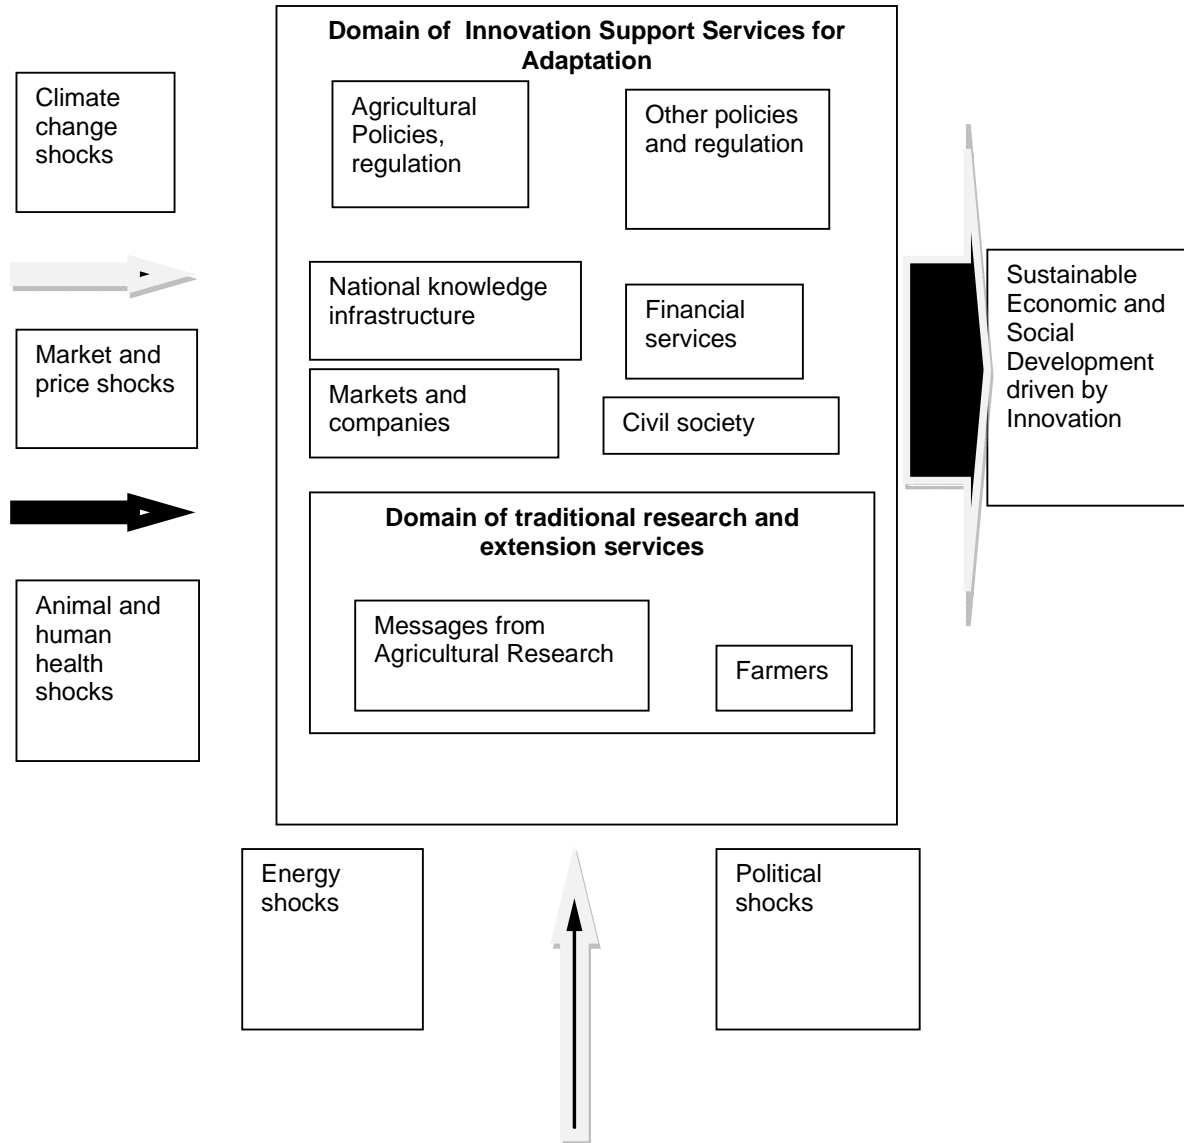 Domain of  Innovation Support Services for
Adaptation
Climate
change
shocks
Agricultural
Policies,
regulation
Other policies
and regulation
National knowledge
infrastructure
Financial
services
Sustainable
Economic and
Social
Development
driven by
Innovation
Market and
price shocks
Markets and
companies
Civil society
Domain of traditional research and
extension services
Animal and
human
health
shocks
Messages from
Agricultural Research
Farmers
Energy
shocks
Political
shocks